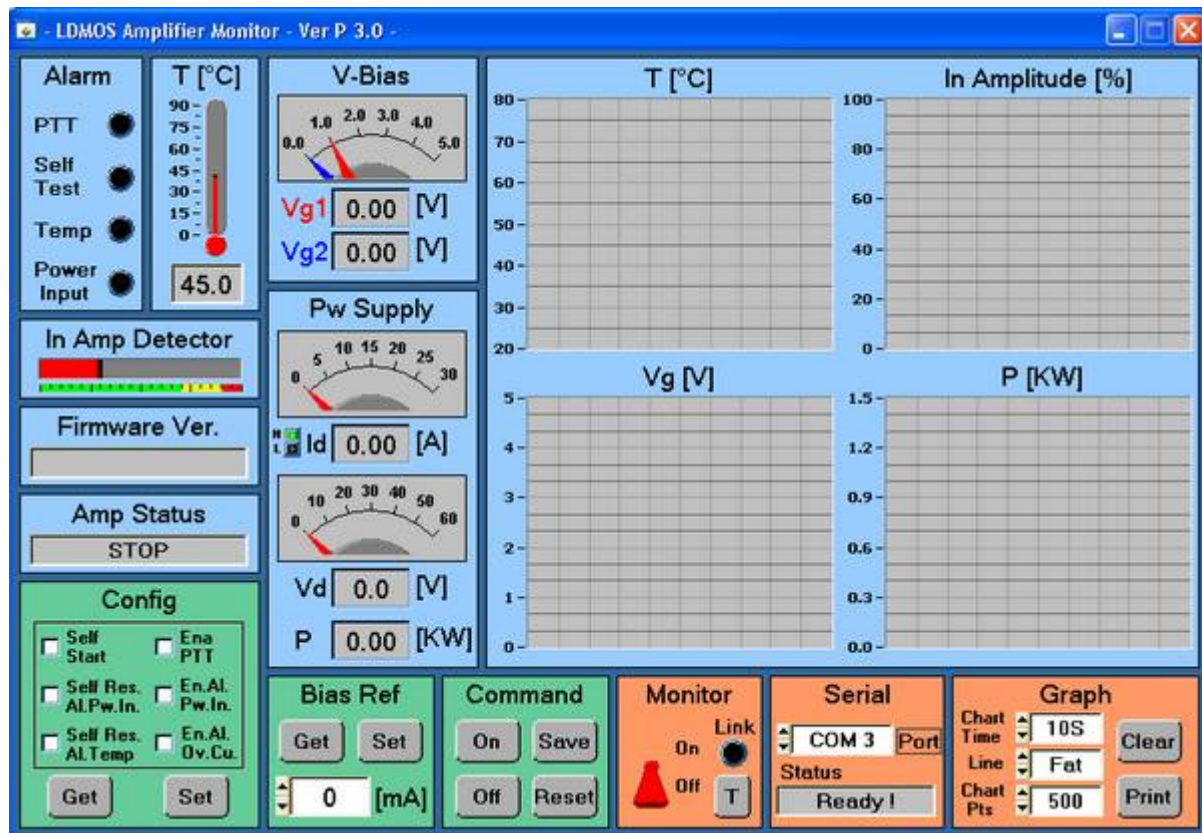 - LDMOS Amplifier Monitor - Ver P 3.0 -
Alarm
PTT
Self
Test
Temp
Power
Input
T [°C]
90
75
60
45
30
15
0
45.0
In Amp Detector
Firmware Ver.
Amp Status
STOP
Config
Self
Start
Ena
PTT
Self Res.
Al.Pw.In.
En.Al.
Pw.In.
Self Res.
Al.Temp
En.Al.
Ov.Cu.
Get
Set
V-Bias
0.0 1.0 2.0 3.0 4.0 5.0
Vg1 0.00 [V]
Vg2 0.00 [V]
Pw Supply
0 5 10 15 20 25 30
H
L
Id 0.00 [A]
0 10 20 30 40 50 60
Vd 0.0 [V]
P 0.00 [KW]
T [°C]
80
70
60
50
40
30
20
In Amplitude [%]
100
80
60
40
20
0
Vg [V]
5
4
3
2
1
0
P [KW]
1.5
1.2
0.9
0.6
0.3
0.0
Bias Ref
Get Set
0 [mA]
Command
On Save
Off Reset
Monitor
Link
On
Off
T
Serial
COM 3 Port
Status
Ready !
Graph
Chart
Time
10S
Clear
Line Fat
Chart
Pts
500
Print